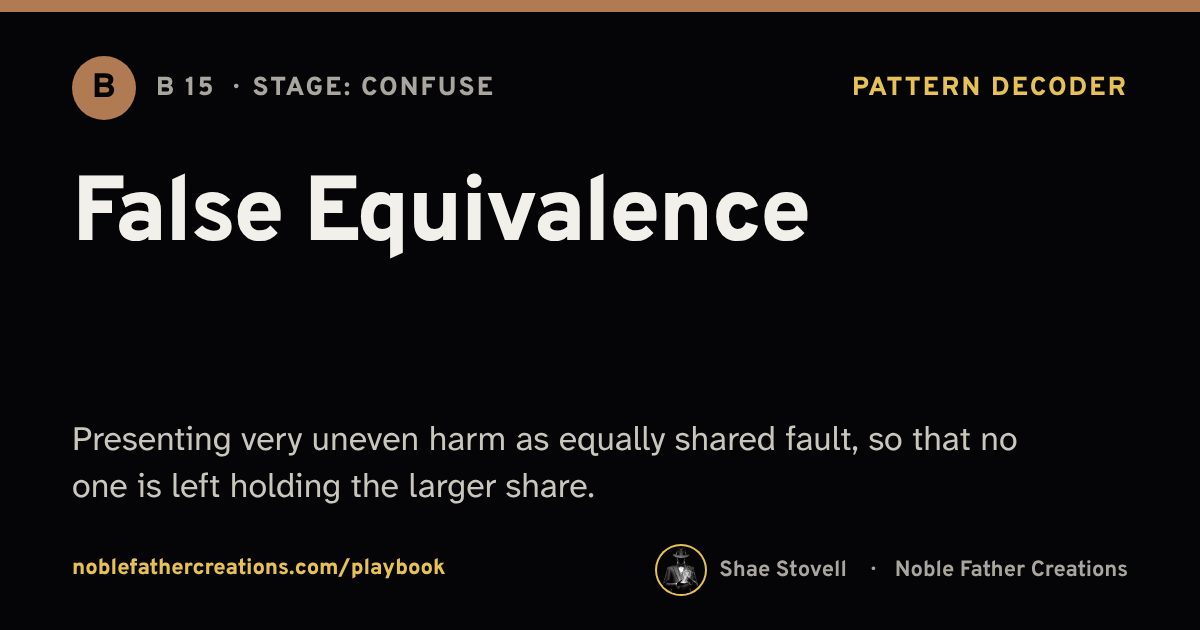 B
B 15 · STAGE: CONFUSE
PATTERN DECODER
False Equivalence
Presenting very uneven harm as equally shared fault, so that no
one is left holding the larger share.
noblefathercreations.com/playbook
Shae Stovell · Noble Father Creations